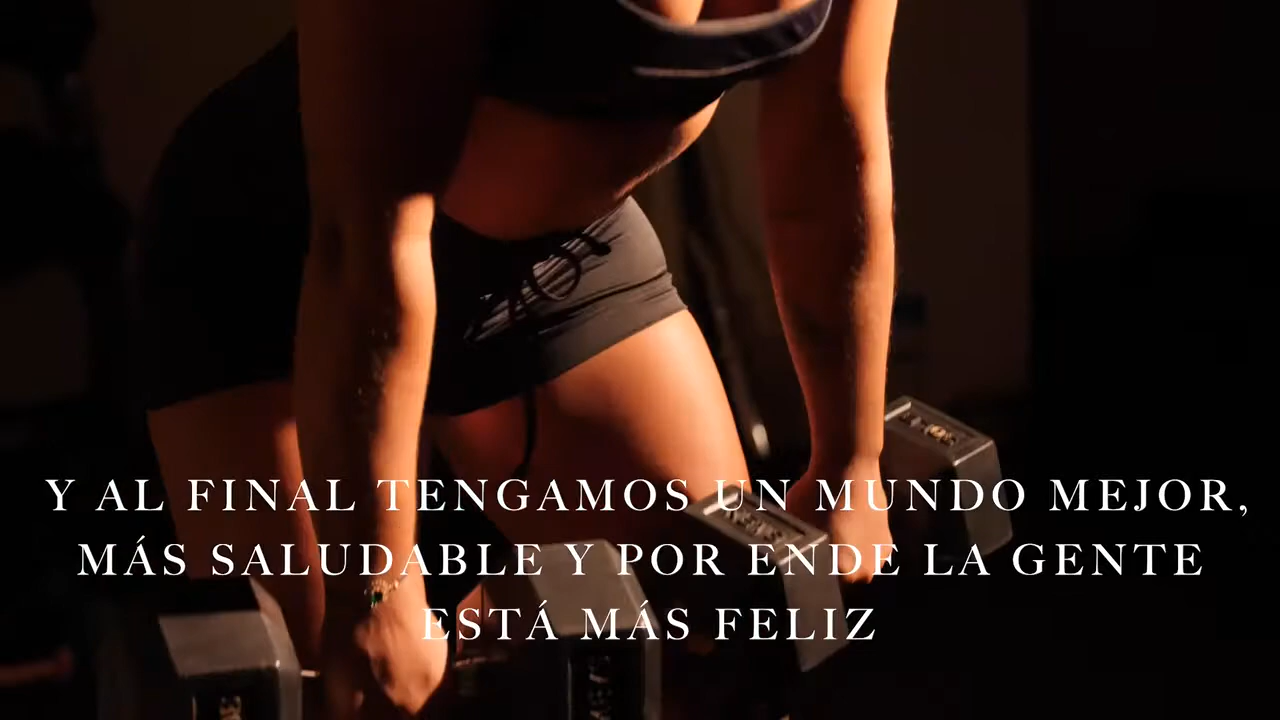 Y AL FINAL TENGAMOS UN MUNDO MEJOR,
MÁS SALUDABLE Y POR ENDE LA GENTE
ESTÁ MÁS FELIZ